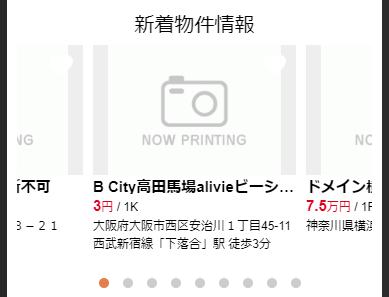 新着物件情報
NG
NOW PRINTING
NO
不可
B City高田馬場alivieビーシ…
ドメイン
3円 / 1K
7.5万円 / 1
３－２１
大阪府大阪市西区安治川１丁目45-11
神奈川県横
西武新宿線「下落合」駅 徒歩3分